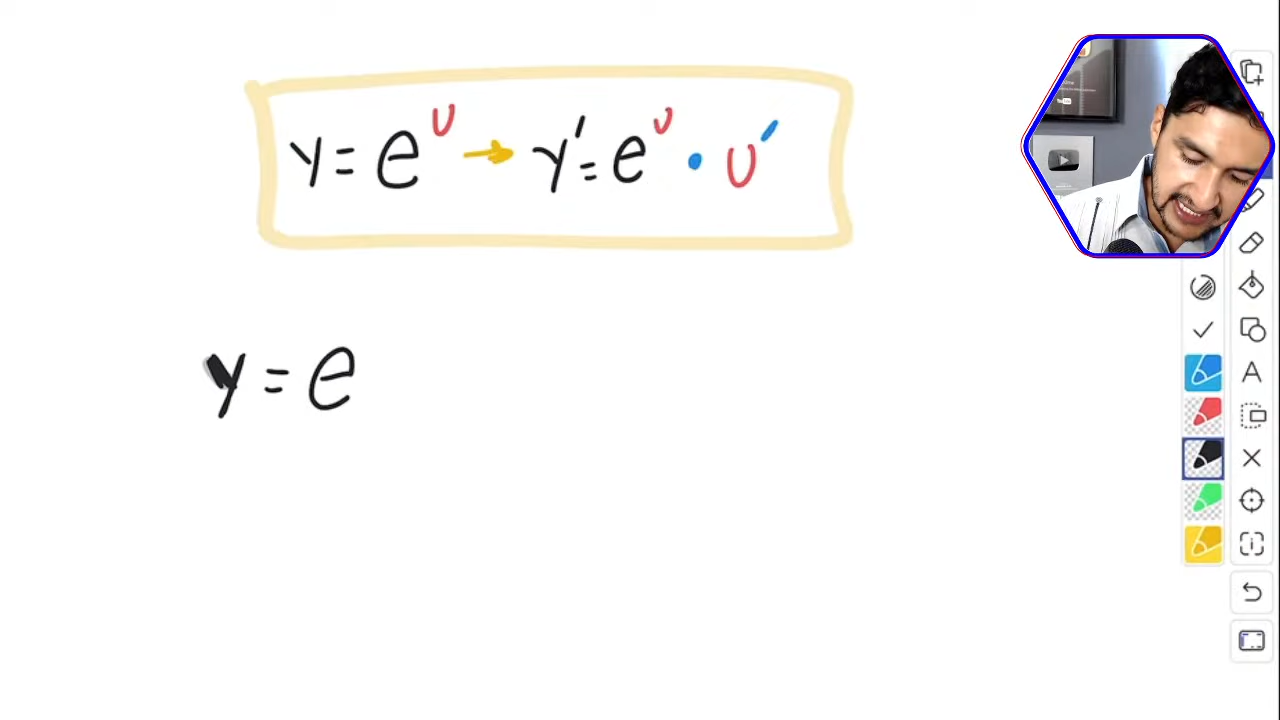 y = e^u → y' = e^u · u'
y = e